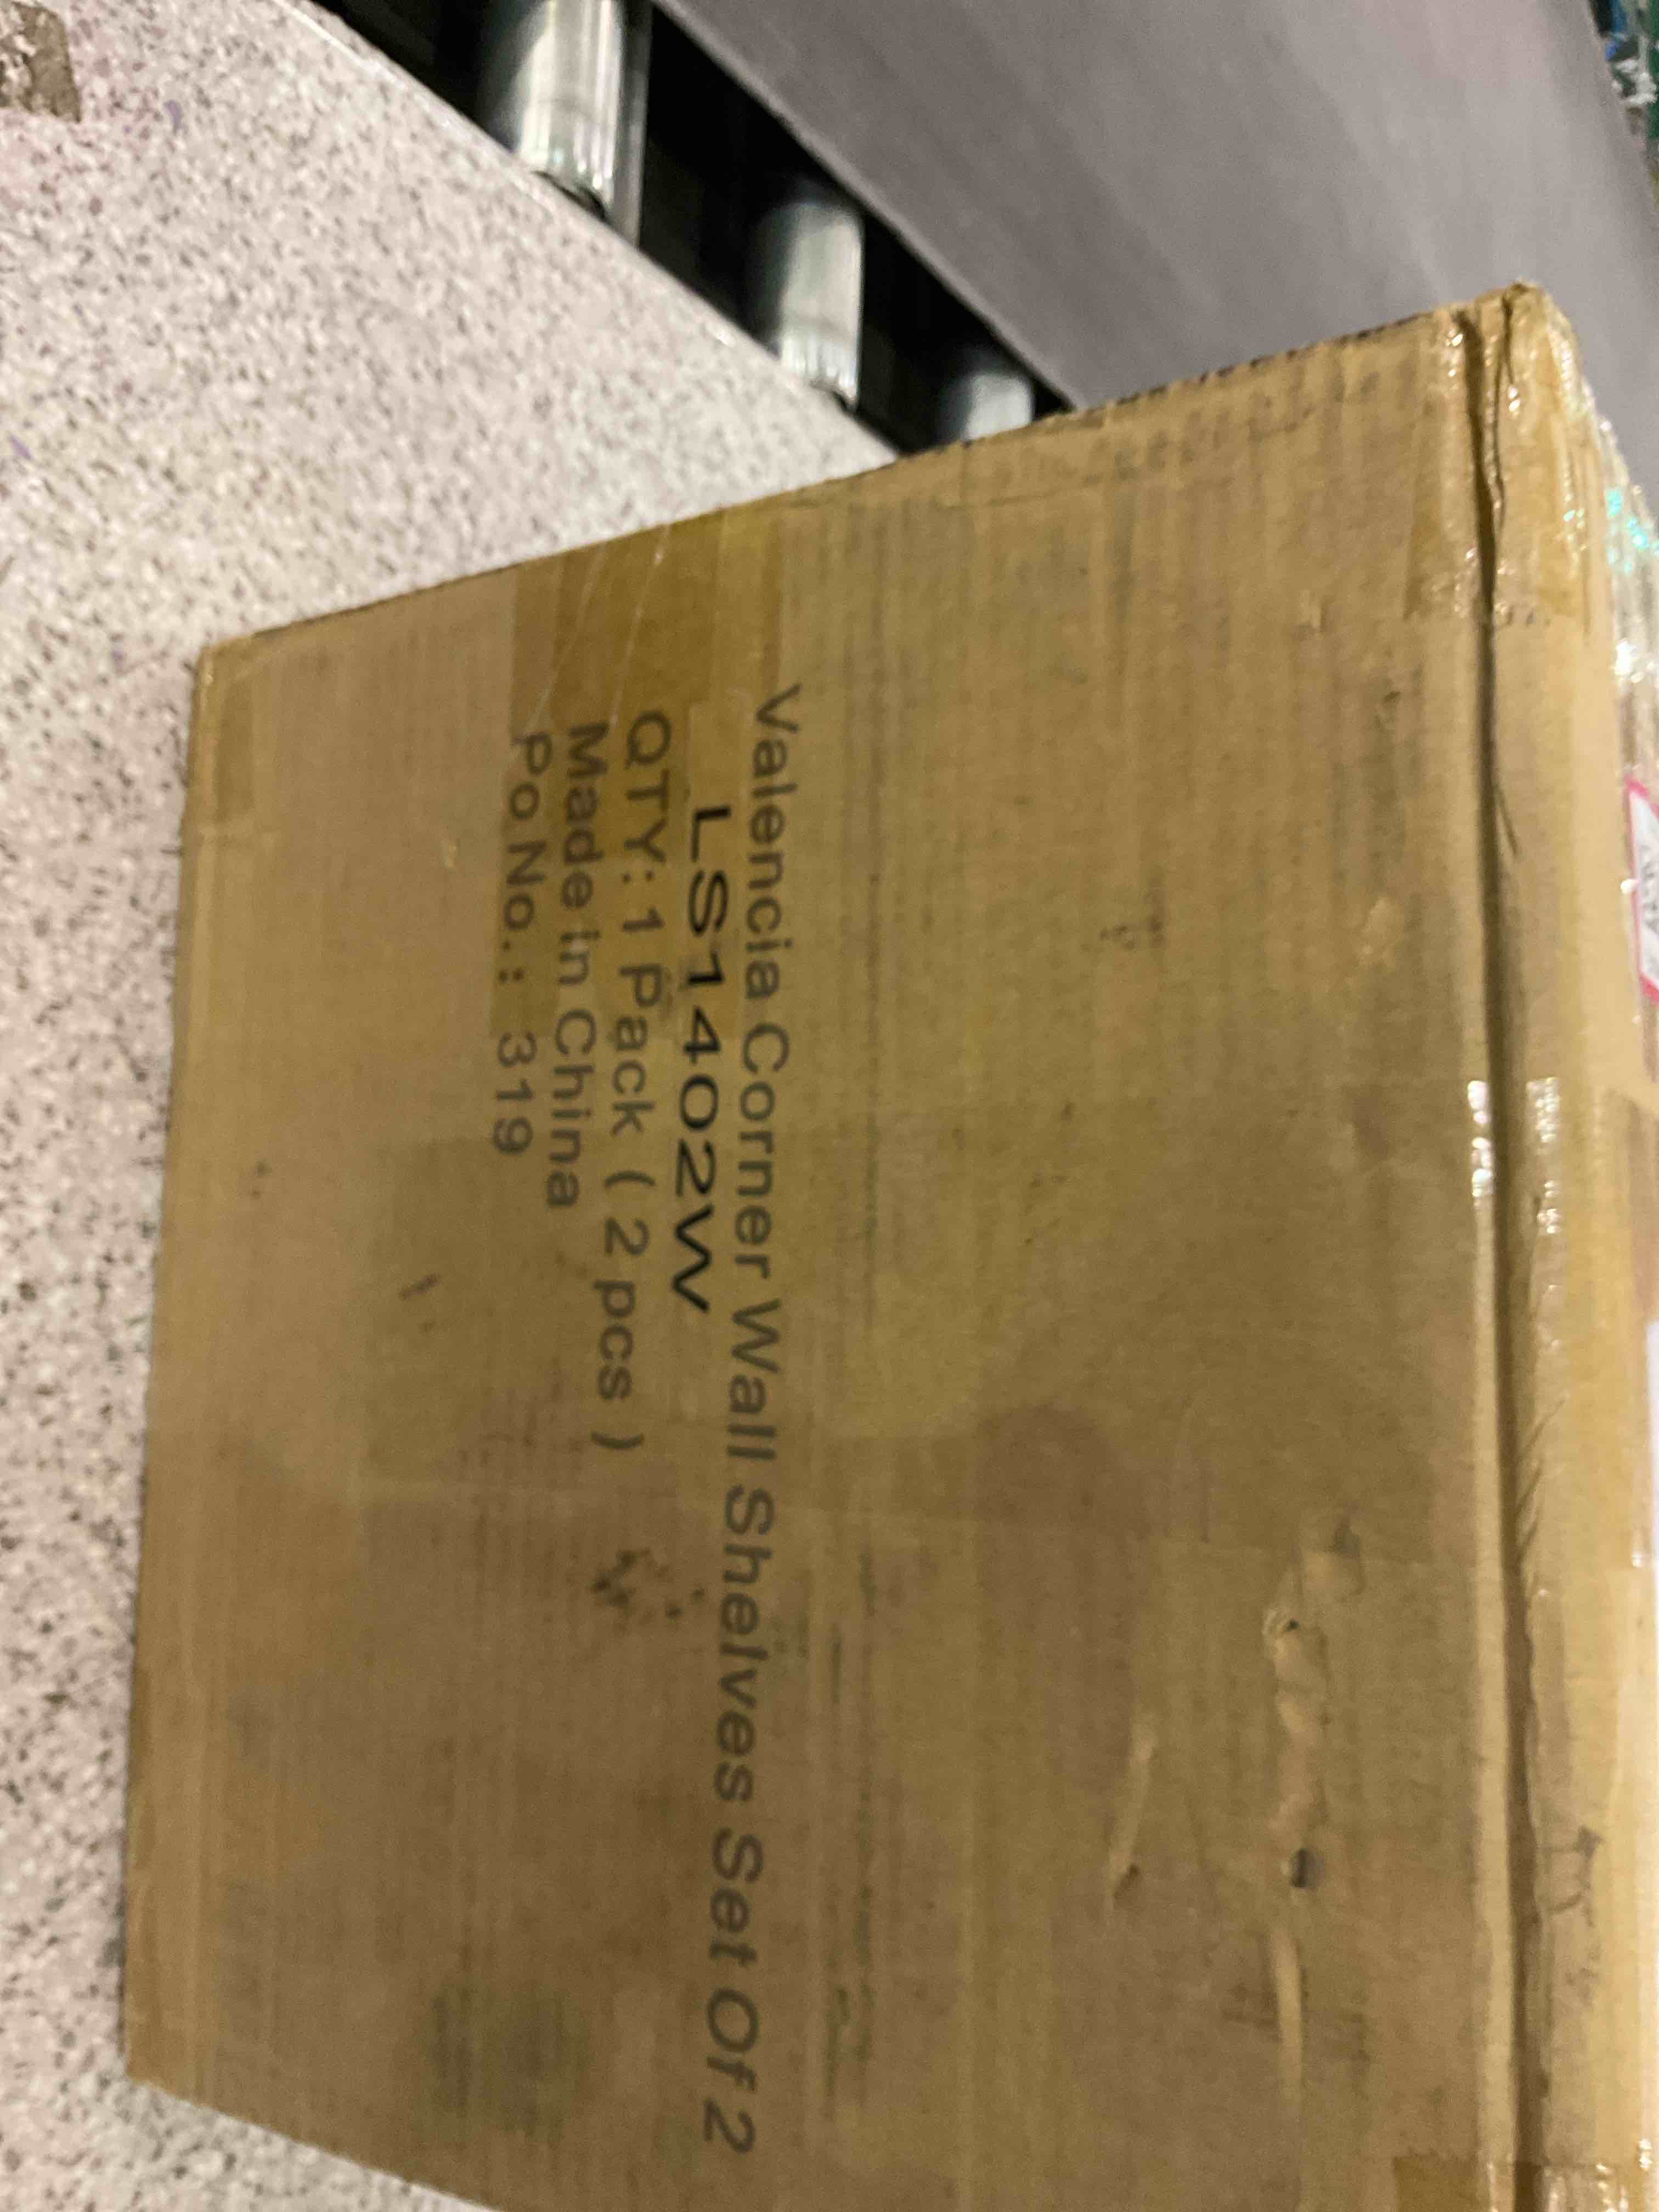 Valencia Corner Wall Shelves Set Of 2
LS1402W
QTY: 1 Pack ( 2 pcs )
Made in China
Po No. : 319